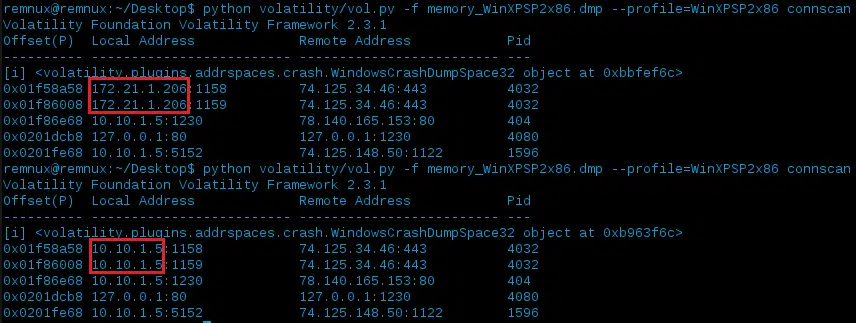 remnux@remnux:~/Desktop$ python volatility/vol.py -f memory_WinXPSP2x86.dmp --profile=WinXPSP2x86 connscan
Volatility Foundation Volatility Framework 2.3.1
Offset(P)  Local Address             Remote Address            Pid
---------- ------------------------- ------------------------- ---
[i] <volatility.plugins.addrspaces.crash.WindowsCrashDumpSpace32 object at 0xbbfef6c>
0x01f58a58 172.21.1.206:1158         74.125.34.46:443          4032
0x01f86008 172.21.1.206:1159         74.125.34.46:443          4032
0x01f86e68 10.10.1.5:1230            78.140.165.153:80         404
0x0201dcb8 127.0.0.1:80              127.0.0.1:1230            4080
0x0201fe68 10.10.1.5:5152            74.125.148.50:1122        1596
remnux@remnux:~/Desktop$ python volatility/vol.py -f memory_WinXPSP2x86.dmp --profile=WinXPSP2x86 connscan
Volatility Foundation Volatility Framework 2.3.1
Offset(P)  Local Address             Remote Address            Pid
---------- ------------------------- ------------------------- ---
[i] <volatility.plugins.addrspaces.crash.WindowsCrashDumpSpace32 object at 0xb963f6c>
0x01f58a58 10.10.1.5:1158            74.125.34.46:443          4032
0x01f86008 10.10.1.5:1159            74.125.34.46:443          4032
0x01f86e68 10.10.1.5:1230            78.140.165.153:80         404
0x0201dcb8 127.0.0.1:80              127.0.0.1:1230            4080
0x0201fe68 10.10.1.5:5152            74.125.148.50:1122        1596